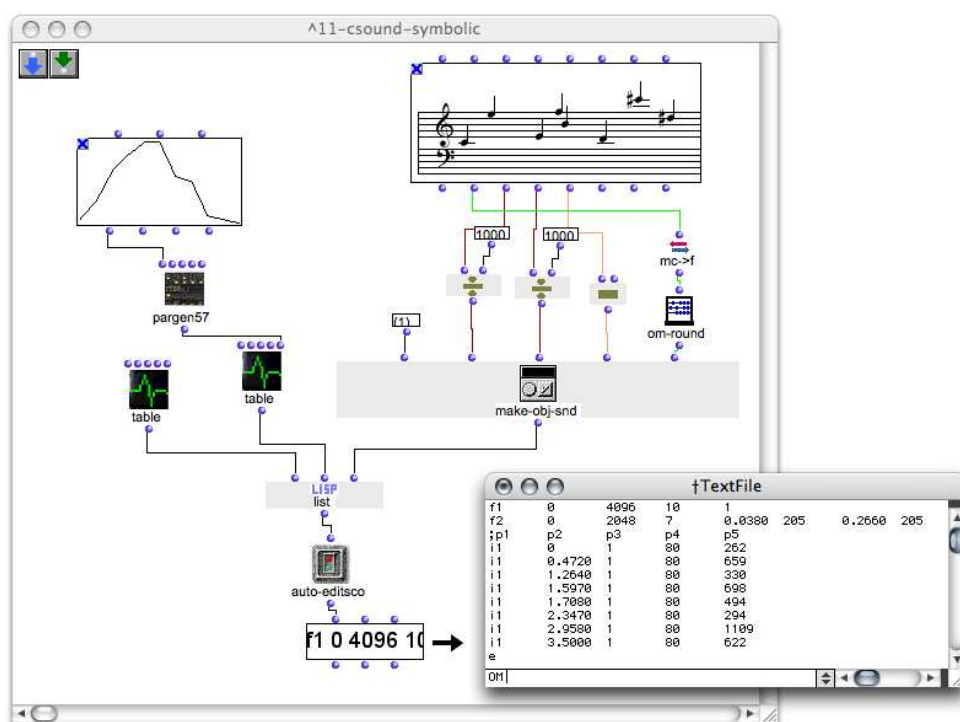 ^11-csound-symbolic
1000
1000
mc->f
pargen57
(1)
om-round
table
table
make-obj-snd
LISP
list
auto-editsco
f1 0 4096 10
†TextFile
f1 0 4096 10 1
f2 0 2048 7 0.0380 205 0.2660 205
;p1 p2 p3 p4 p5
i1 0 1 80 262
i1 0.4720 1 80 659
i1 1.2640 1 80 330
i1 1.5970 1 80 698
i1 1.7080 1 80 494
i1 2.3470 1 80 294
i1 2.9580 1 80 1109
i1 3.5000 1 80 622
e
OM